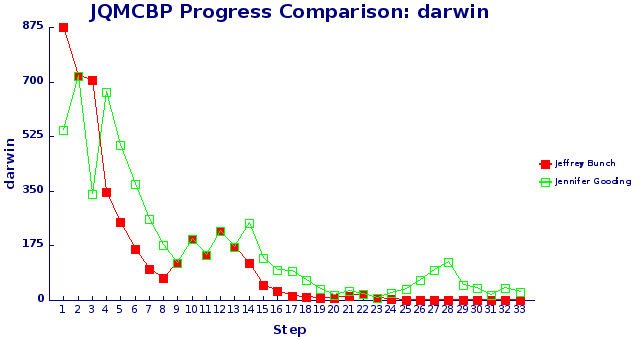 JQMCBP Progress Comparison: darwin
875
700
525
350
175
0
darwin
1 2 3 4 5 6 7 8 9 10 11 12 13 14 15 16 17 18 19 20 21 22 23 24 25 26 27 28 29 30 31 32 33
Step
Jeffrey Bunch
Jennifer Gooding